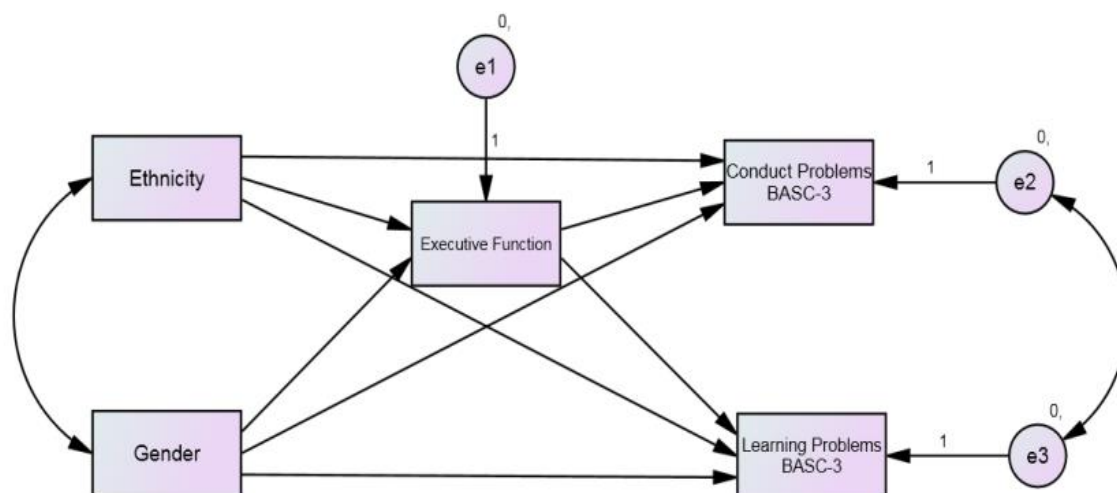 0,
e1
1
Ethnicity
Conduct Problems
BASC-3
1
0,
e2
Executive Function
Gender
Learning Problems
BASC-3
1
0,
e3